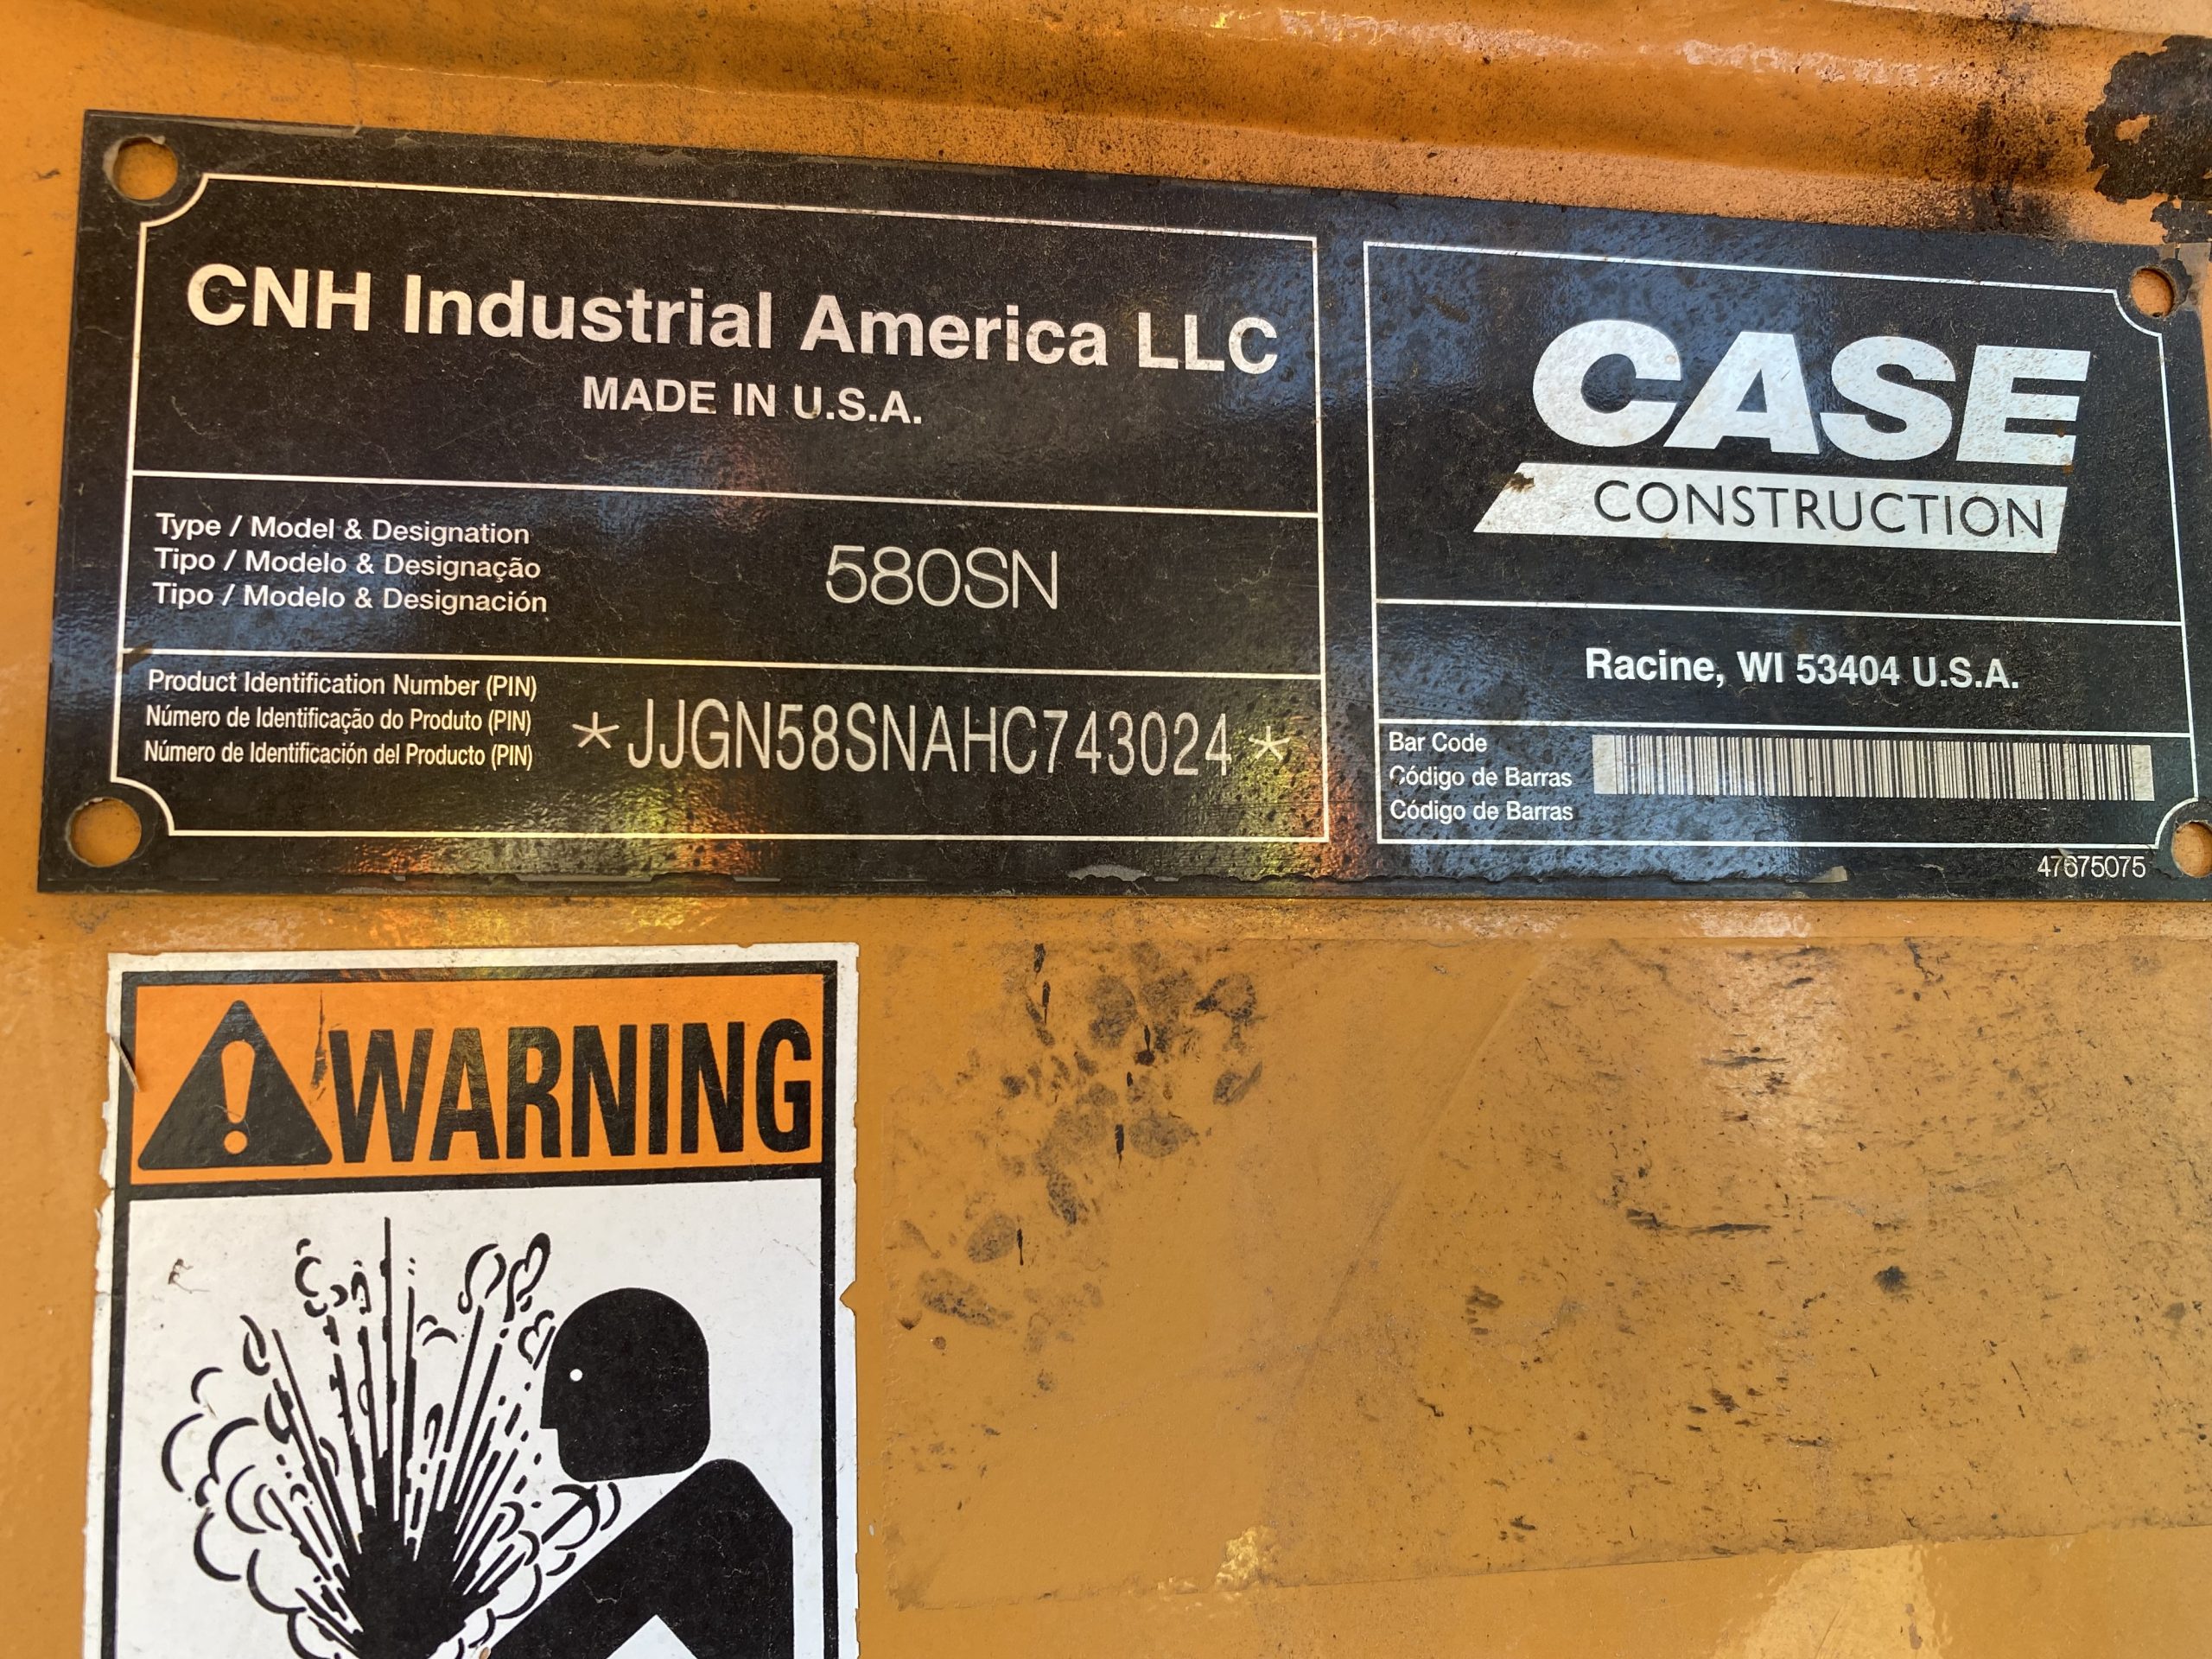 CNH Industrial America LLC
MADE IN U.S.A.
Type / Model & Designation
Tipo / Modelo & Designação
Tipo / Modelo & Designación
580SN
Product Identification Number (PIN)
Número de Identificação do Produto (PIN)
Número de Identificación del Producto (PIN)
*JJGN58SNAHC743024*
CASE
CONSTRUCTION
Racine, WI 53404 U.S.A.
Bar Code
Código de Barras
Código de Barras
47675075
WARNING